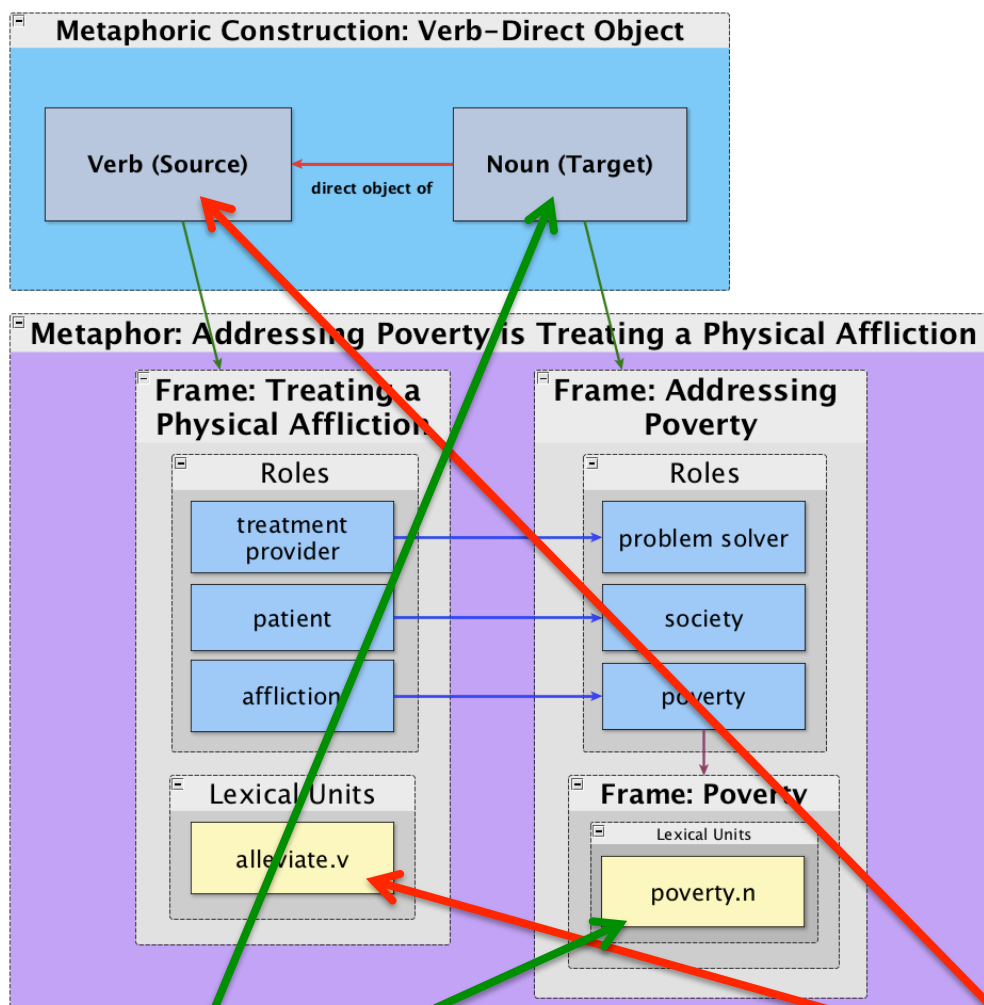 Metaphoric Construction: Verb-Direct Object
Verb (Source)
direct object of
Noun (Target)
Metaphor: Addressing Poverty is Treating a Physical Affliction
Frame: Treating a
Physical Affliction
Roles
treatment
provider
patient
affliction
Lexical Units
alleviate.v
Frame: Addressing
Poverty
Roles
problem solver
society
poverty
Frame: Poverty
Lexical Units
poverty.n